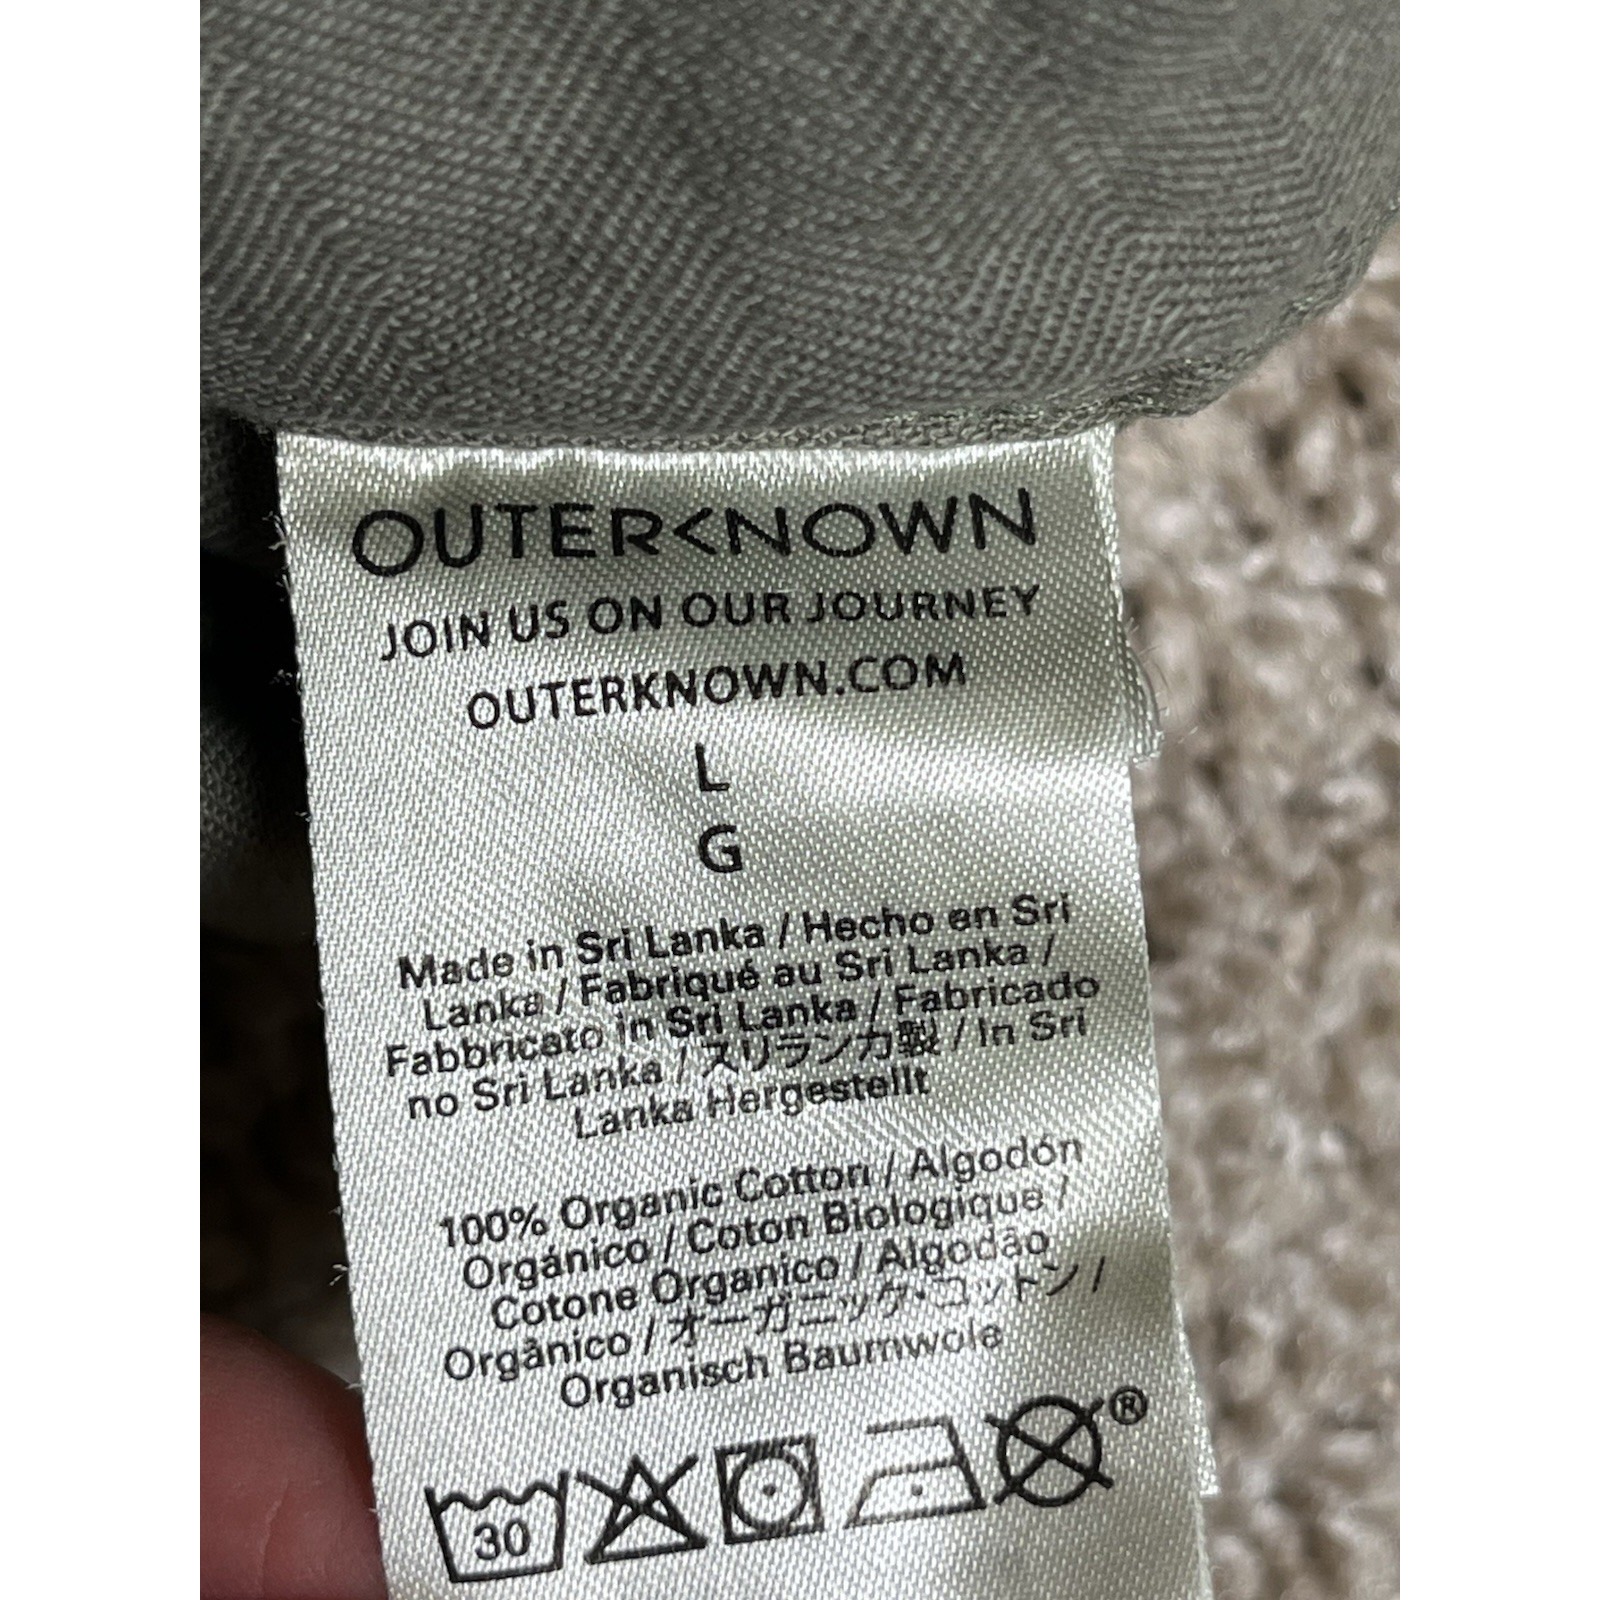 OUTERKNOWN
JOIN US ON OUR JOURNEY
OUTERKNOWN.COM
L
G
Made in Sri Lanka / Hecho en Sri
Lanka / Fabriqué au Sri Lanka /
Fabbricato in Sri Lanka / Fabricado
no Sri Lanka / スリランカ製 / In Sri
Lanka Hergestellt
100% Organic Cotton / Algodón
Orgánico / Coton Biologique /
Cotone Organico / Algodão
Orgânico / オーガニック・コットン /
Organisch Baumwole
30 ®